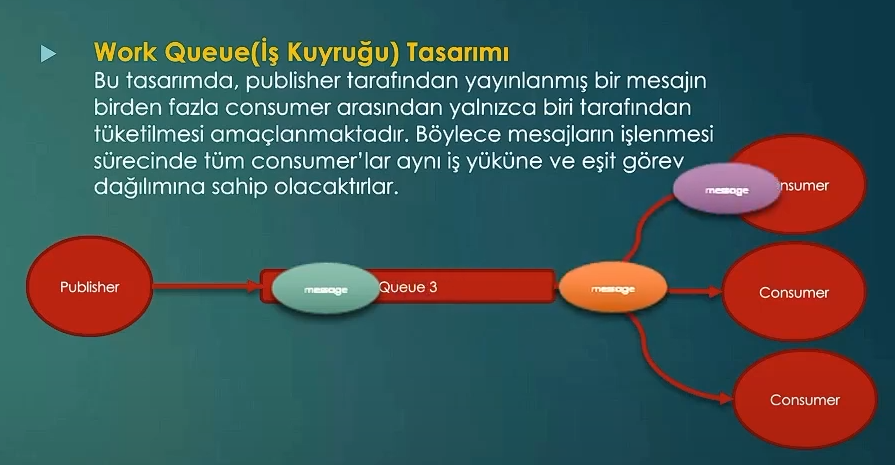 Work Queue(İş Kuyruğu) Tasarımı
Bu tasarımda, publisher tarafından yayınlanmış bir mesajın
birden fazla consumer arasından yalnızca biri tarafından
tüketilmesi amaçlanmaktadır. Böylece mesajların işlenmesi
sürecinde tüm consumer'lar aynı iş yüküne ve eşit görev
dağılımına sahip olacaktırlar.
message
nsumer
Publisher
message
Queue 3
message
Consumer
Consumer